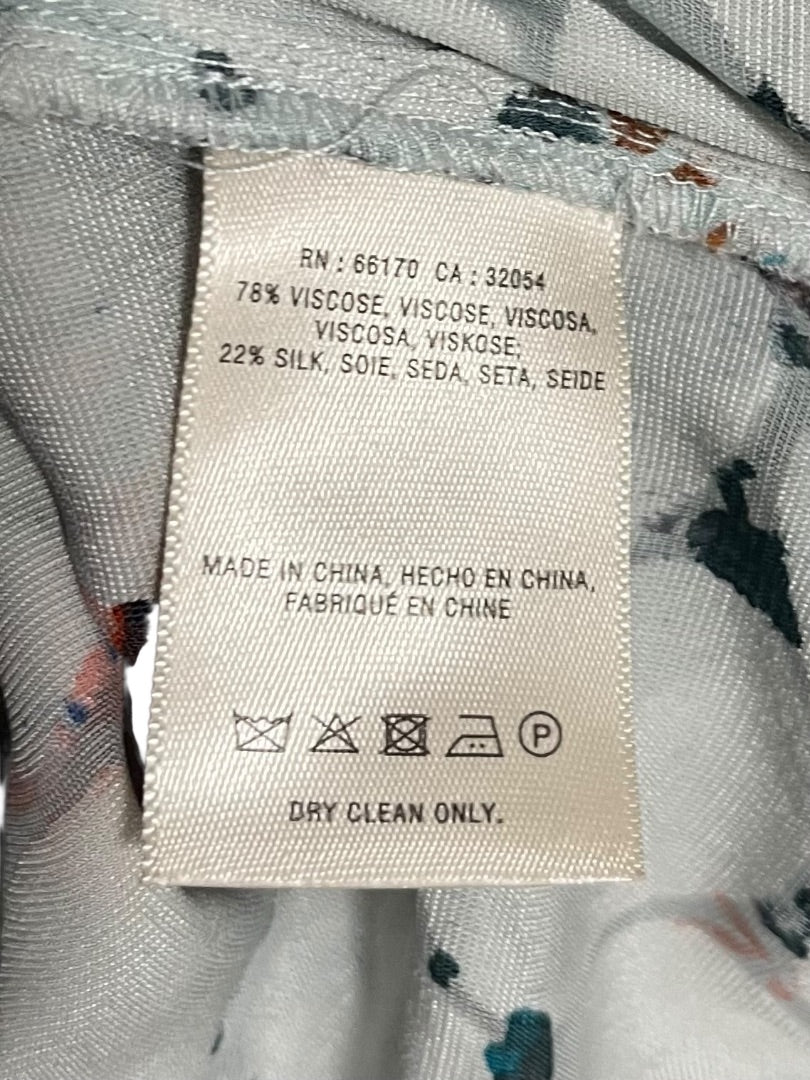 RN : 66170 CA : 32054
78% VISCOSE, VISCOSE, VISCOSA,
VISCOSA, VISKOSE;
22% SILK, SOIE, SEDA, SETA, SEIDE
MADE IN CHINA, HECHO EN CHINA,
FABRIQUÉ EN CHINE
P
DRY CLEAN ONLY.